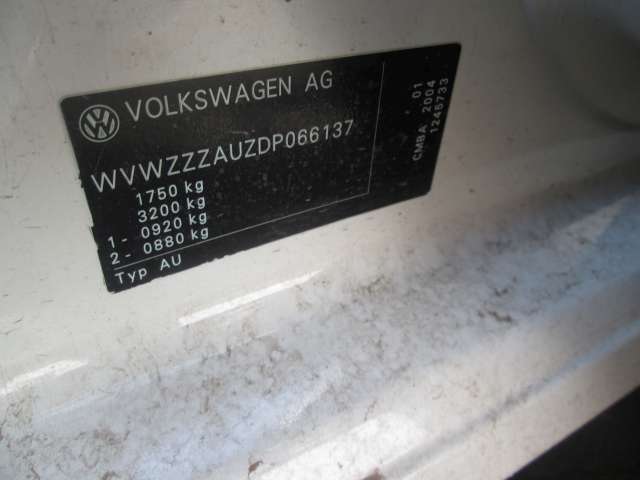 VOLKSWAGEN AG
WVWZZZAUZDP066137
1750 kg
3200 kg
1- 0920 kg
2- 0880 kg
Typ AU
01
CMBA 2004
1245733